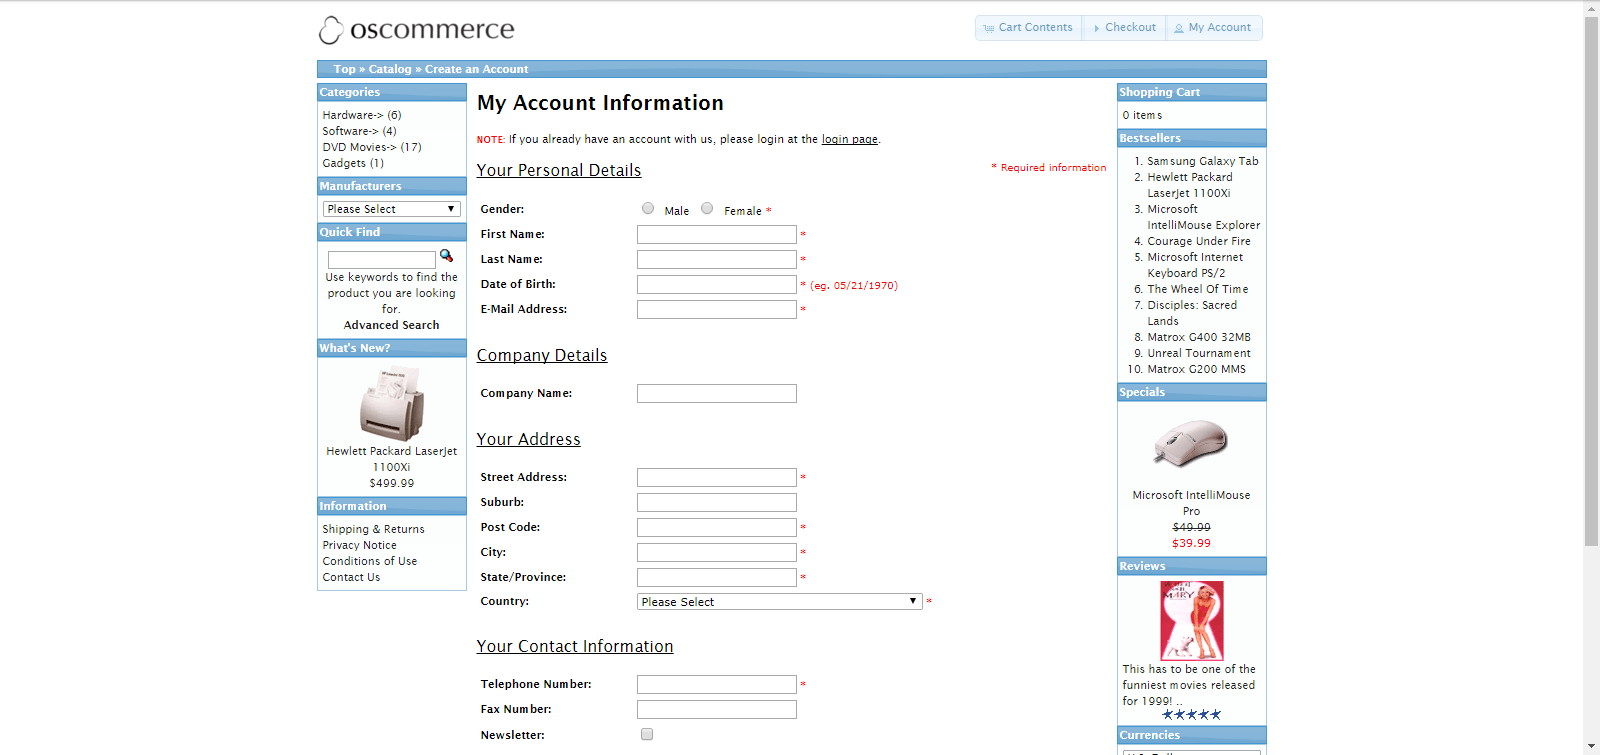 oscommerce
Cart Contents
Checkout
My Account
Top » Catalog » Create an Account
Categories
Hardware-> (6)
Software-> (4)
DVD Movies-> (17)
Gadgets (1)
Manufacturers
Please Select
Quick Find
Use keywords to find the
product you are looking
for.
Advanced Search
What's New?
Hewlett Packard LaserJet
1100Xi
$499.99
Information
Shipping & Returns
Privacy Notice
Conditions of Use
Contact Us
My Account Information
NOTE: If you already have an account with us, please login at the login page.
Your Personal Details
* Required information
Gender:
Male
Female *
First Name:
*
Last Name:
*
Date of Birth:
* (eg. 05/21/1970)
E-Mail Address:
*
Company Details
Company Name:
Your Address
Street Address:
*
Suburb:
Post Code:
*
City:
*
State/Province:
*
Country:
Please Select
*
Your Contact Information
Telephone Number:
*
Fax Number:
Newsletter:
Shopping Cart
0 items
Bestsellers
1. Samsung Galaxy Tab
2. Hewlett Packard
LaserJet 1100Xi
3. Microsoft
IntelliMouse Explorer
4. Courage Under Fire
5. Microsoft Internet
Keyboard PS/2
6. The Wheel Of Time
7. Disciples: Sacred
Lands
8. Matrox G400 32MB
9. Unreal Tournament
10. Matrox G200 MMS
Specials
Microsoft IntelliMouse
Pro
$49.99
$39.99
Reviews
MARY
This has to be one of the
funniest movies released
for 1999! ..
Currencies